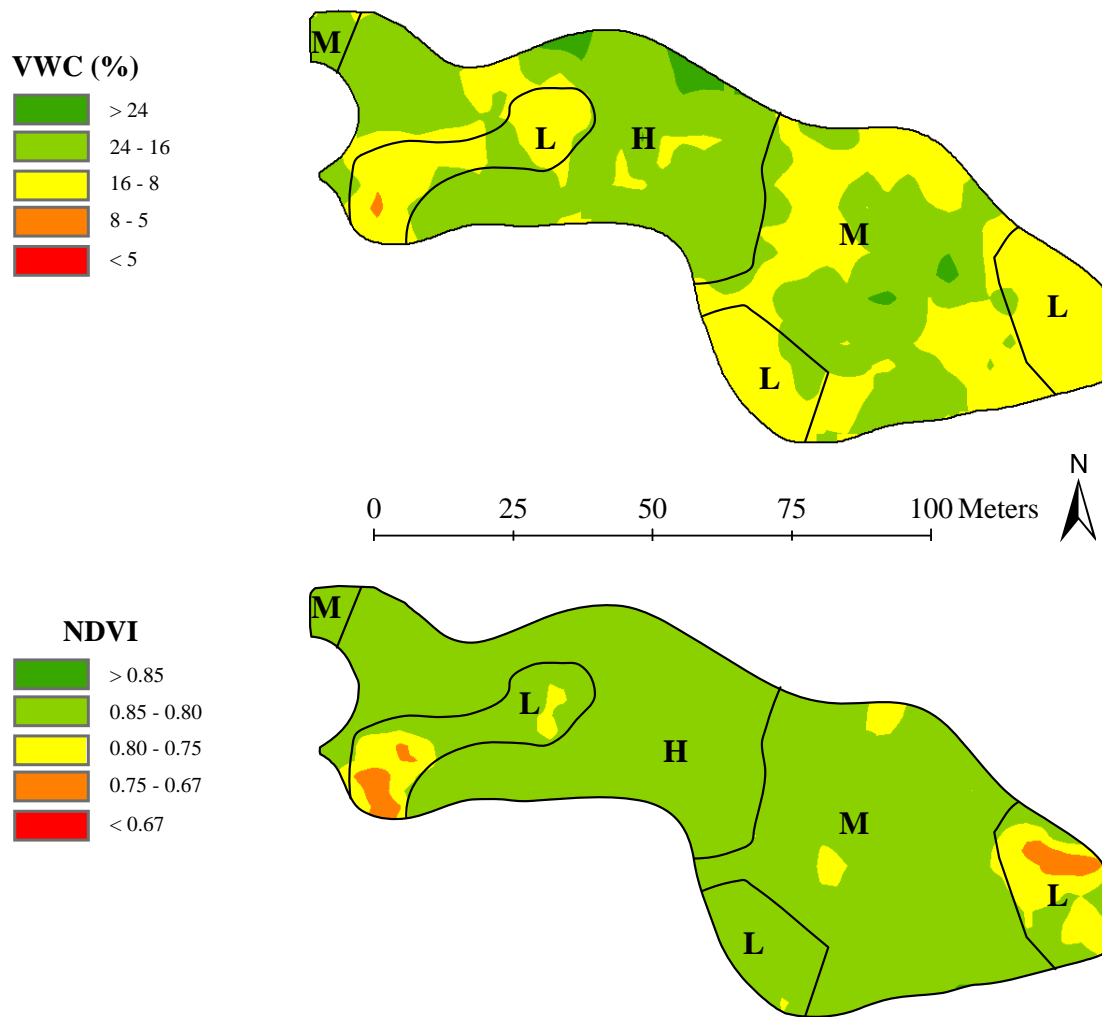 VWC (%)
> 24
24 - 16
16 - 8
8 - 5
< 5
M
L
H
M
L
L
N
0 25 50 75 100 Meters
NDVI
> 0.85
0.85 - 0.80
0.80 - 0.75
0.75 - 0.67
< 0.67
M
L
H
M
L
L